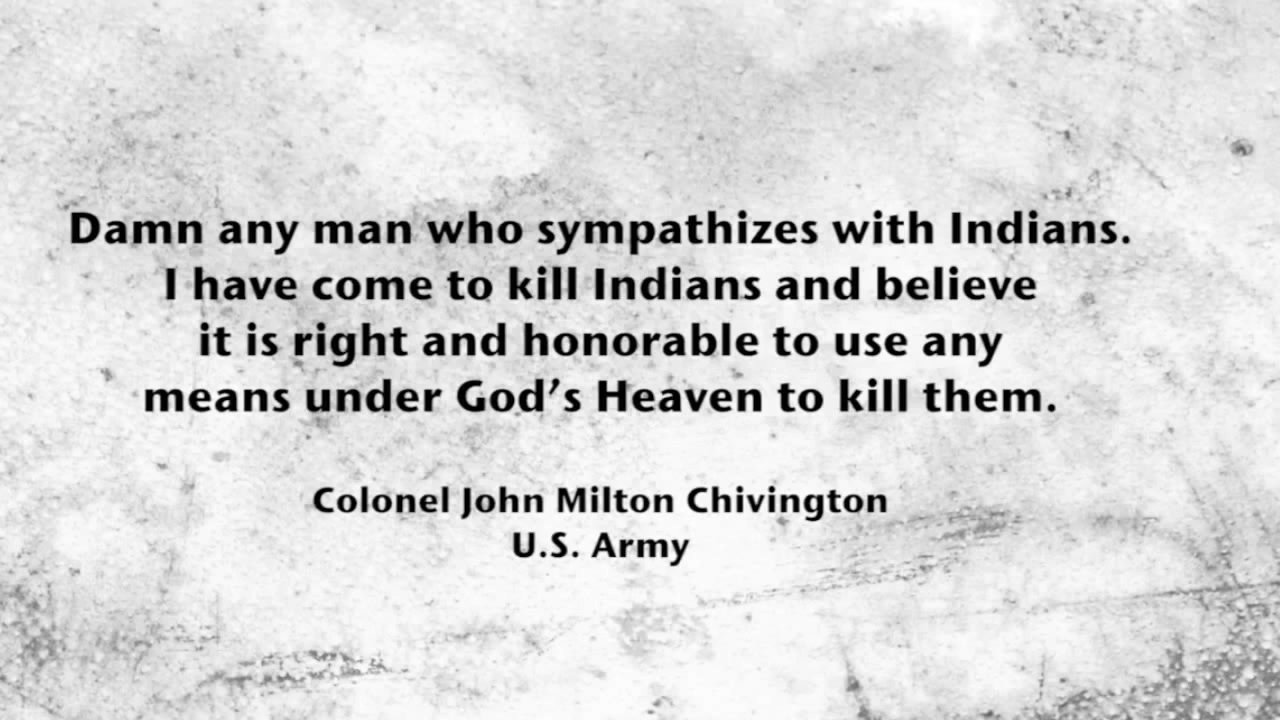 Damn any man who sympathizes with Indians.
I have come to kill Indians and believe
it is right and honorable to use any
means under God’s Heaven to kill them.
Colonel John Milton Chivington
U.S. Army